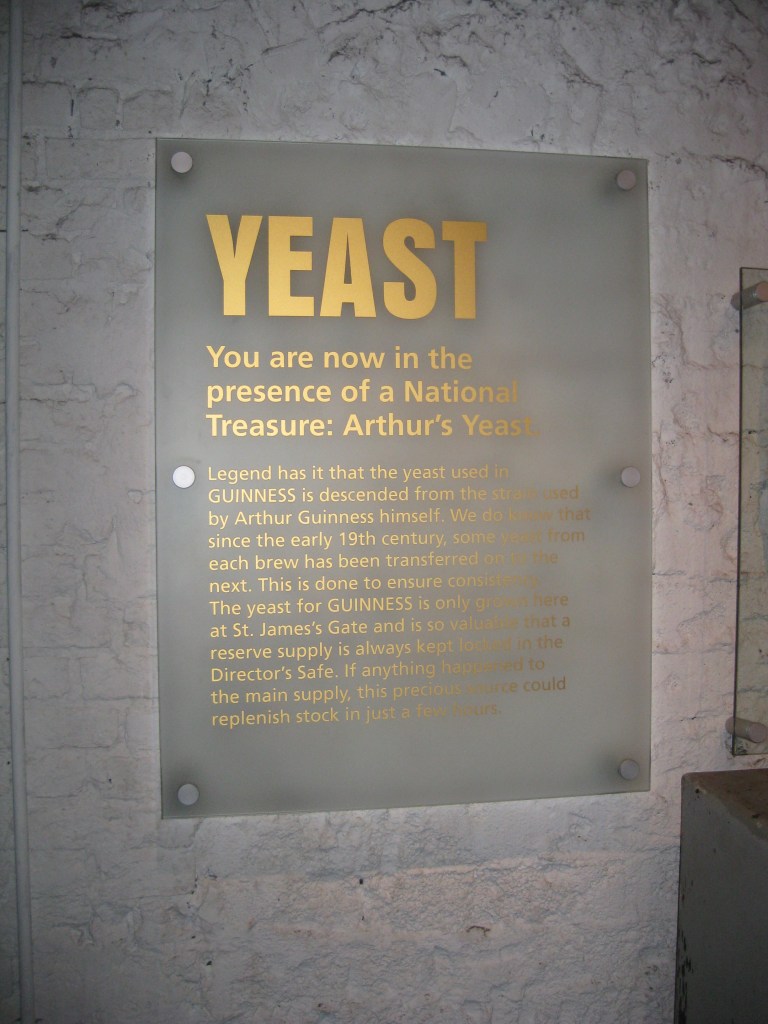 YEAST
You are now in the
presence of a National
Treasure: Arthur's Yeast.
Legend has it that the yeast used in
GUINNESS is descended from the strain used
by Arthur Guinness himself. We do know that
since the early 19th century, some yeast from
each brew has been transferred on to the
next. This is done to ensure consistency.
The yeast for GUINNESS is only grown here
at St. James's Gate and is so valuable that a
reserve supply is always kept locked in the
Director's Safe. If anything happened to
the main supply, this precious source could
replenish stock in just a few hours.